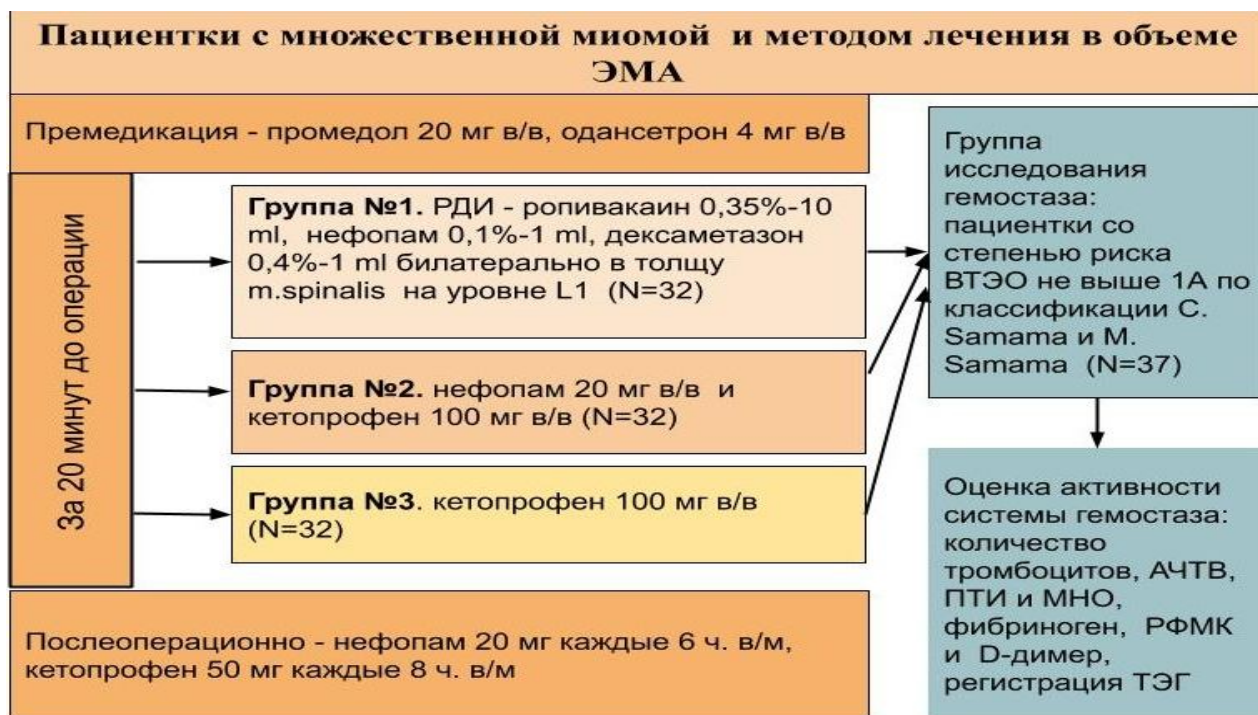 Пациентки с множественной миомой и методом лечения в объеме
ЭМА
Премедикация - промедол 20 мг в/в, одансетрон 4 мг в/в
За 20 минут до операции
Группа №1. РДИ - ропивакаин 0,35%-10
ml, нефопам 0,1%-1 ml, дексаметазон
0,4%-1 ml билатерально в толщу
m.spinalis на уровне L1 (N=32)
Группа №2. нефопам 20 мг в/в и
кетопрофен 100 мг в/в (N=32)
Группа №3. кетопрофен 100 мг в/в
(N=32)
Послеоперационно - нефопам 20 мг каждые 6 ч. в/м,
кетопрофен 50 мг каждые 8 ч. в/м
Группа
исследования
гемостаза:
пациентки со
степенью риска
ВТЭО не выше 1А по
классификации С.
Samama и M.
Samama (N=37)
Оценка активности
системы гемостаза:
количество
тромбоцитов, АЧТВ,
ПТИ и МНО,
фибриноген, РФМК
и D-димер,
регистрация ТЭГ